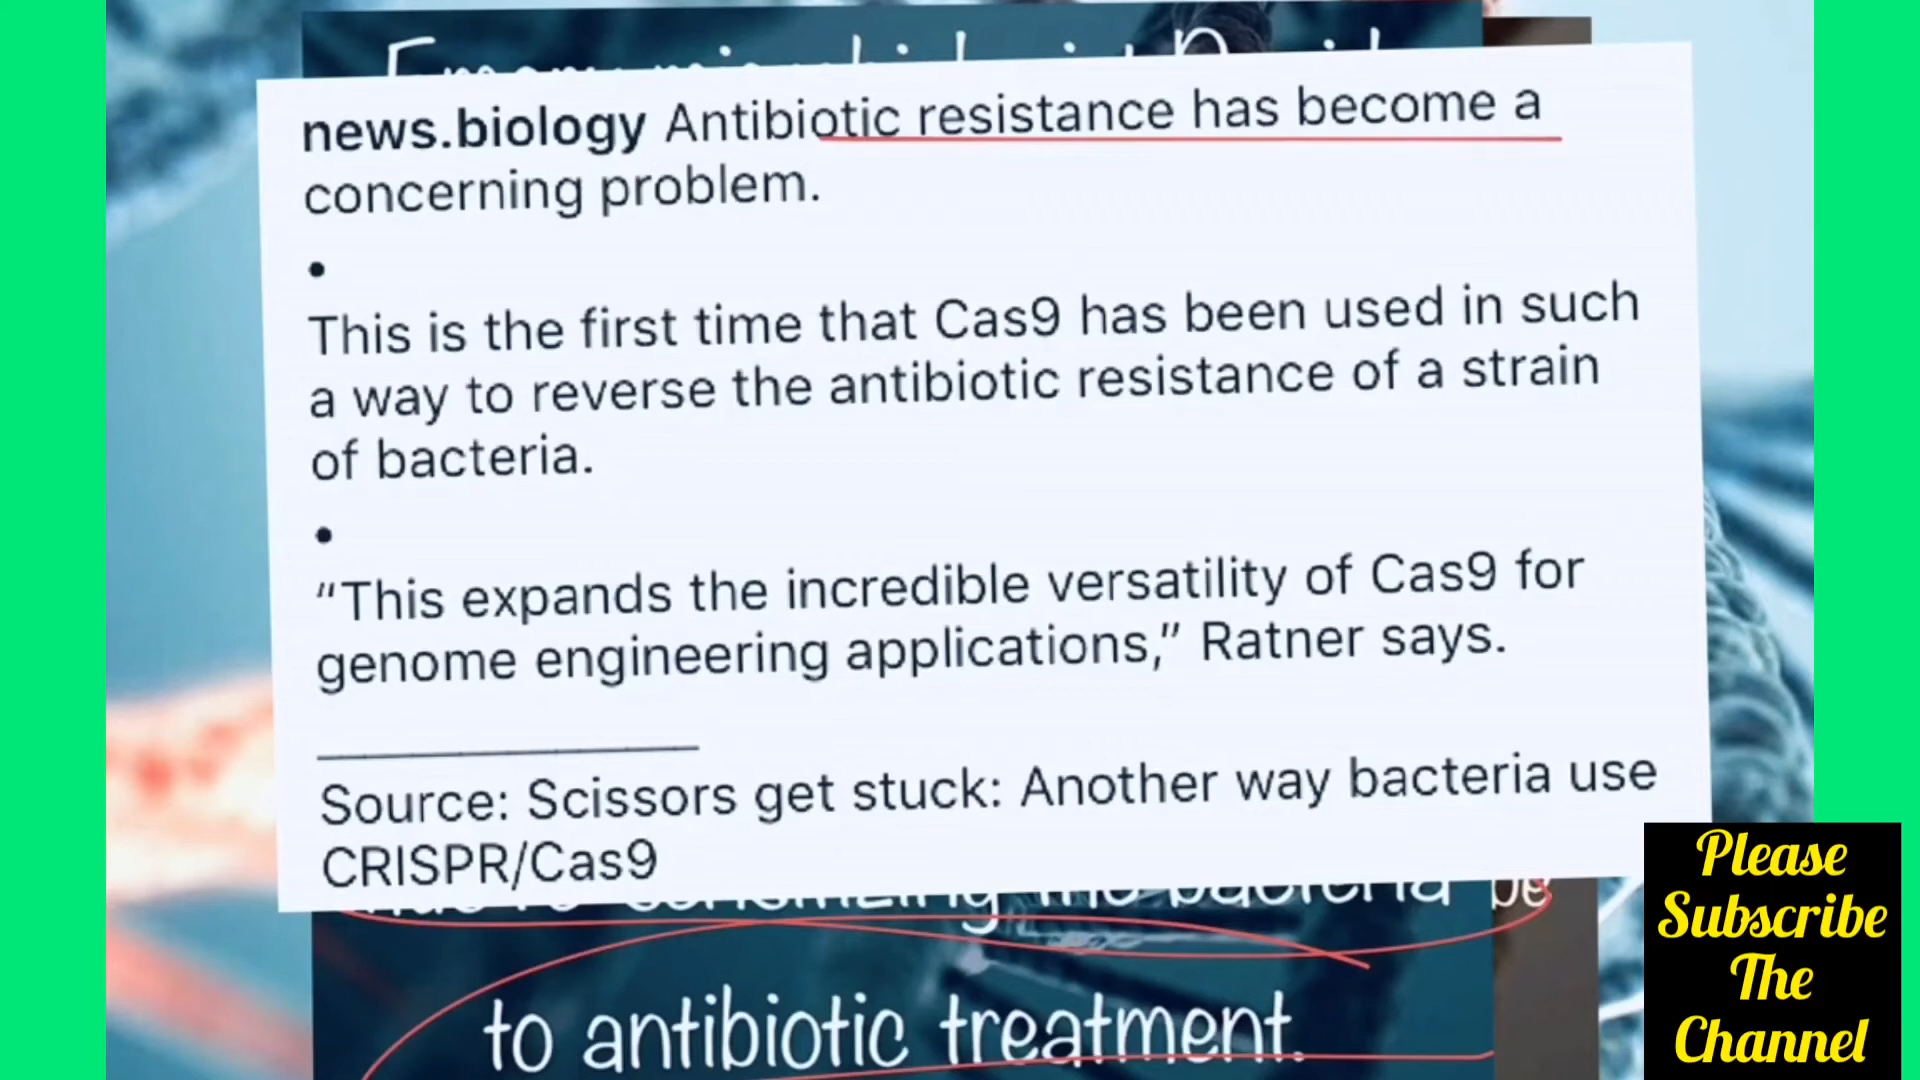 news.biology Antibiotic resistance has become a
concerning problem.
•
This is the first time that Cas9 has been used in such
a way to reverse the antibiotic resistance of a strain
of bacteria.
•
“This expands the incredible versatility of Cas9 for
genome engineering applications,” Ratner says.
Source: Scissors get stuck: Another way bacteria use
CRISPR/Cas9
bacteria be
to antibiotic treatment.
Please
Subscribe
The
Channel